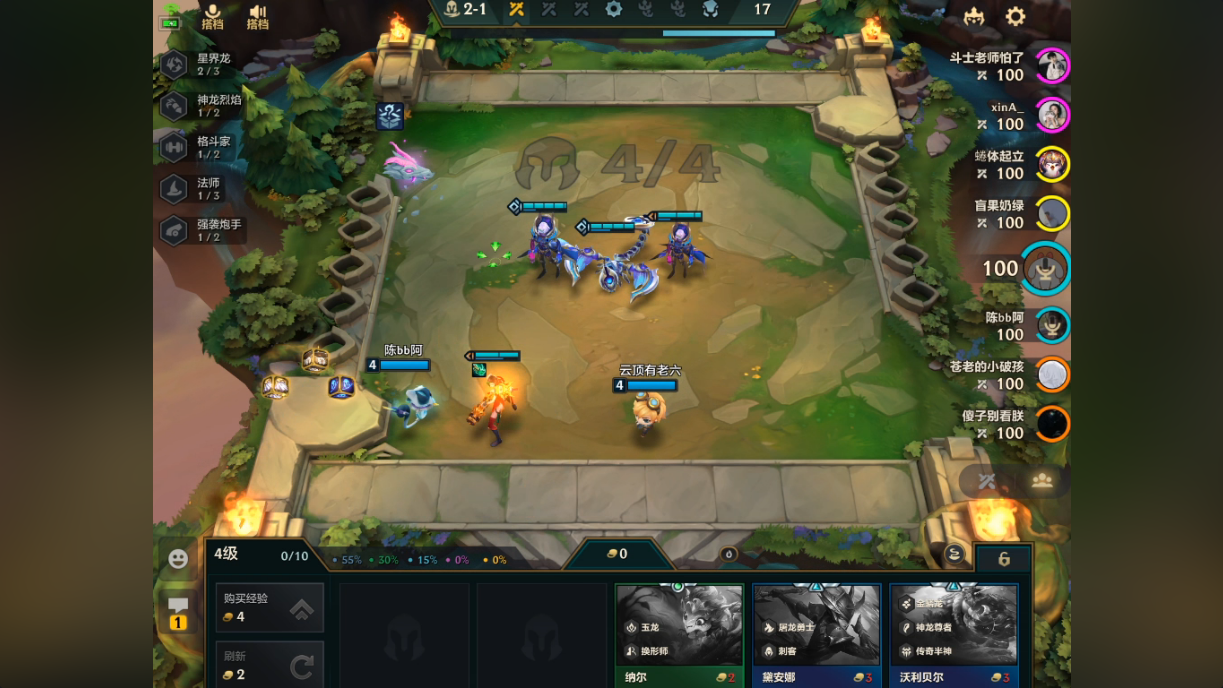 搭档
搭档
2-1
17
星界龙
2 / 3
神龙烈焰
1 / 2
格斗家
1 / 2
法师
1 / 3
强袭炮手
1 / 2
4/4
斗士老师怕了
100
xinA_
100
蜷体起立
100
盲果奶绿
100
100
陈bb阿
100
苍老的小破孩
100
傻子别看朕
100
陈bb阿
4
云顶有老六
4
4级
0/10
55%
30%
15%
0%
0%
0
购买经验
4
刷新
2
1
玉龙
换形师
纳尔
2
屠龙勇士
刺客
黛安娜
3
金鳞龙
神龙尊者
传奇半神
沃利贝尔
3